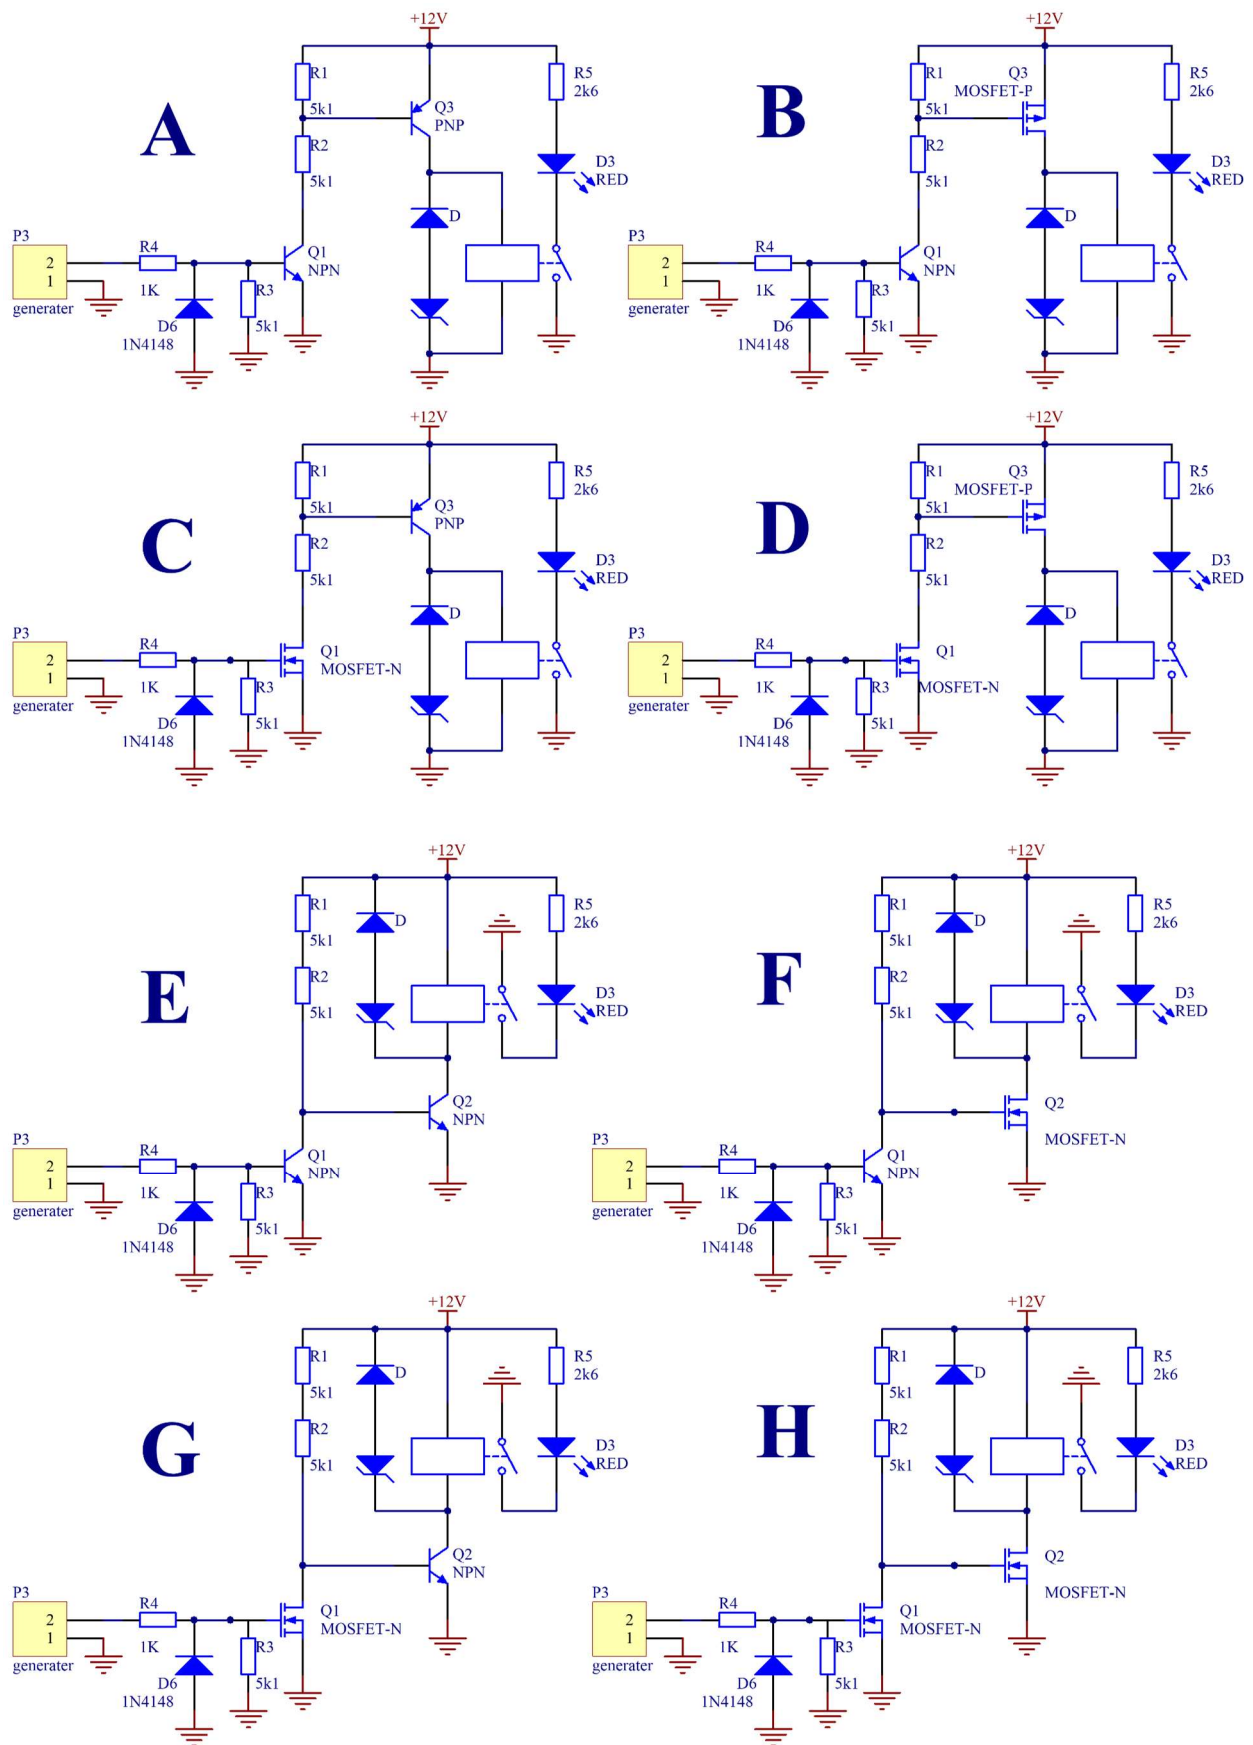 +12V
R1
5k1
Q3
PNP
R5
2k6
A
R2
5k1
D3
RED
P3
2
1
generater
R4
1K
D
Q1
NPN
R3
5k1
D6
1N4148
+12V
R1
5k1
Q3
MOSFET-P
R5
2k6
B
R2
5k1
D3
RED
P3
2
1
generater
R4
1K
D
Q1
NPN
R3
5k1
D6
1N4148
+12V
R1
5k1
Q3
PNP
R5
2k6
C
R2
5k1
D3
RED
P3
2
1
generater
R4
1K
D
Q1
MOSFET-N
R3
5k1
D6
1N4148
+12V
R1
5k1
Q3
MOSFET-P
R5
2k6
D
R2
5k1
D3
RED
P3
2
1
generater
R4
1K
D
Q1
MOSFET-N
R3
5k1
D6
1N4148
+12V
R1
5k1
D
R5
2k6
E
R2
5k1
D3
RED
Q2
NPN
P3
2
1
generater
R4
1K
Q1
NPN
R3
5k1
D6
1N4148
+12V
R1
5k1
D
R5
2k6
F
R2
5k1
D3
RED
Q2
MOSFET-N
P3
2
1
generater
R4
1K
Q1
NPN
R3
5k1
D6
1N4148
+12V
R1
5k1
D
R5
2k6
G
R2
5k1
D3
RED
Q2
NPN
P3
2
1
generater
R4
1K
Q1
MOSFET-N
R3
5k1
D6
1N4148
+12V
R1
5k1
D
R5
2k6
H
R2
5k1
D3
RED
Q2
MOSFET-N
P3
2
1
generater
R4
1K
Q1
MOSFET-N
R3
5k1
D6
1N4148